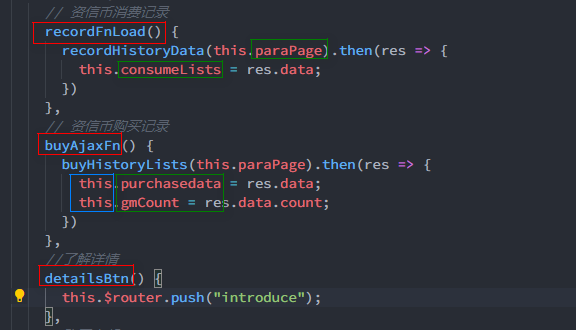 // 资信币消费记录
recordFnLoad() {
recordHistoryData(this.paraPage).then(res => {
this.consumeLists = res.data;
})
},
// 资信币购买记录
buyAjaxFn() {
buyHistoryLists(this.paraPage).then(res => {
this.purchasedata = res.data;
this.gmCount = res.data.count;
})
},
//了解详情
detailsBtn() {
this.$router.push("introduce");
},